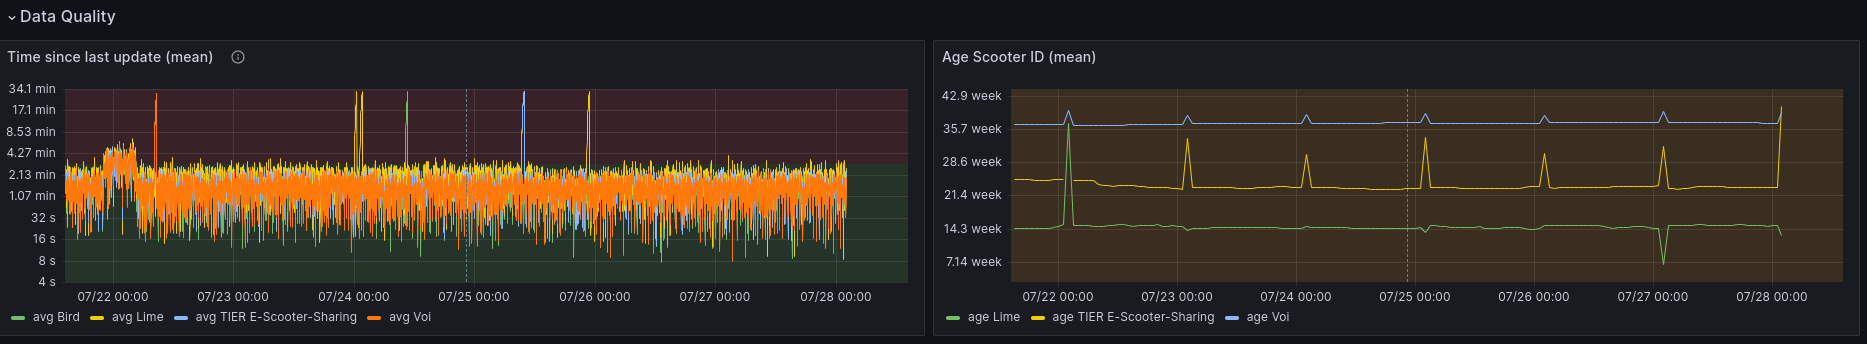 Data Quality
Time since last update (mean)
34.1 min
17.1 min
8.53 min
4.27 min
2.13 min
1.07 min
32 s
16 s
8 s
4 s
07/22 00:00 07/23 00:00 07/24 00:00 07/25 00:00 07/26 00:00 07/27 00:00 07/28 00:00
avg Bird avg Lime avg TIER E-Scooter-Sharing avg Voi
Age Scooter ID (mean)
42.9 week
35.7 week
28.6 week
21.4 week
14.3 week
7.14 week
07/22 00:00 07/23 00:00 07/24 00:00 07/25 00:00 07/26 00:00 07/27 00:00 07/28 00:00
age Lime age TIER E-Scooter-Sharing age Voi